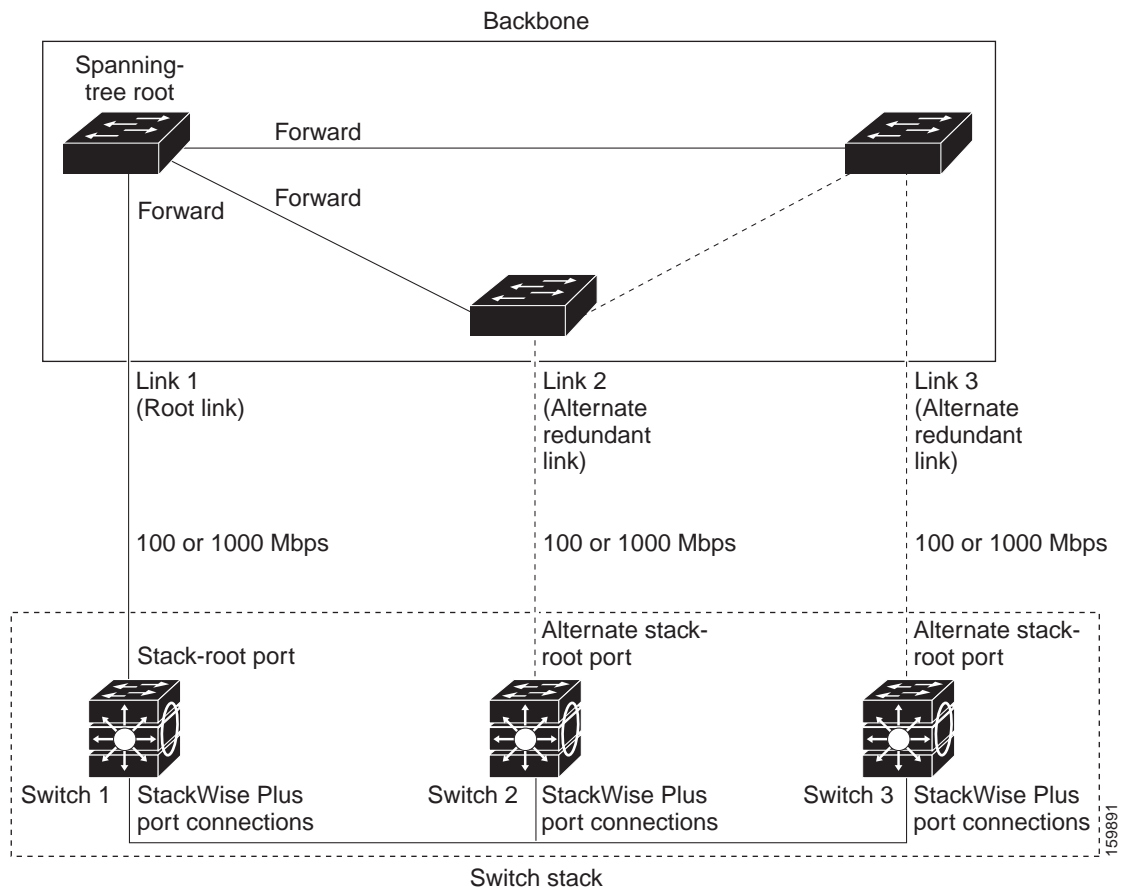 Backbone
Spanning-
tree root
Forward
Forward
Forward
Link 1
(Root link)
Link 2
(Alternate
redundant
link)
Link 3
(Alternate
redundant
link)
100 or 1000 Mbps
100 or 1000 Mbps
100 or 1000 Mbps
Stack-root port
Alternate stack-
root port
Alternate stack-
root port
Switch 1
StackWise Plus
port connections
Switch 2
StackWise Plus
port connections
Switch 3
StackWise Plus
port connections
159891
Switch stack